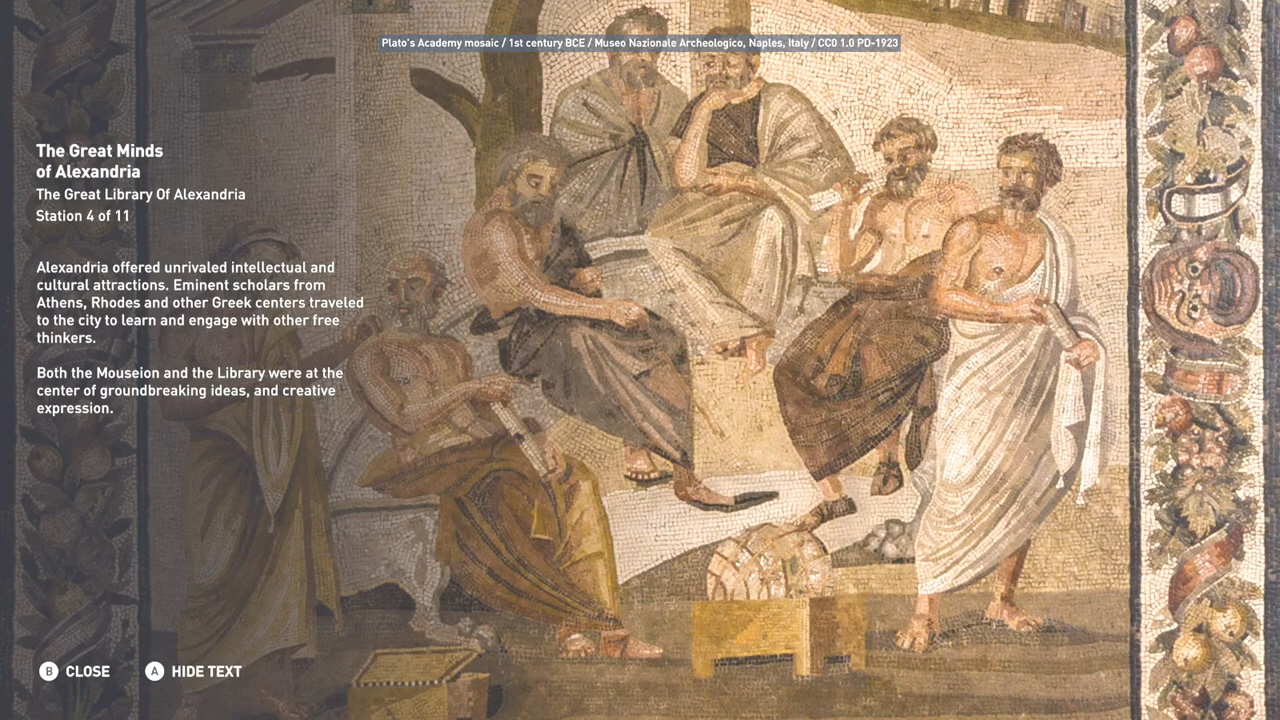 Plato's Academy mosaic / 1st century BCE / Museo Nazionale Archeologico, Naples, Italy / CC0 1.0 PD-1923
The Great Minds
of Alexandria
The Great Library Of Alexandria
Station 4 of 11
Alexandria offered unrivaled intellectual and
cultural attractions. Eminent scholars from
Athens, Rhodes and other Greek centers traveled
to the city to learn and engage with other free
thinkers.
Both the Mouseion and the Library were at the
center of groundbreaking ideas, and creative
expression.
B CLOSE A HIDE TEXT